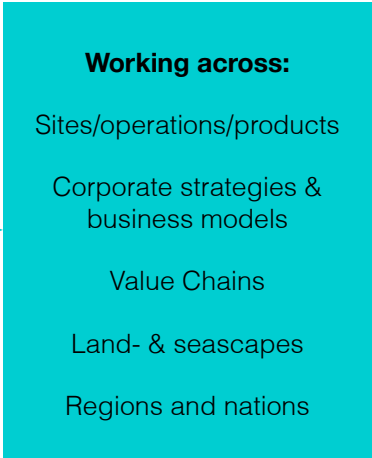 Working across:
Sites/operations/products
Corporate strategies &
business models
Value Chains
Land- & seascapes
Regions and nations